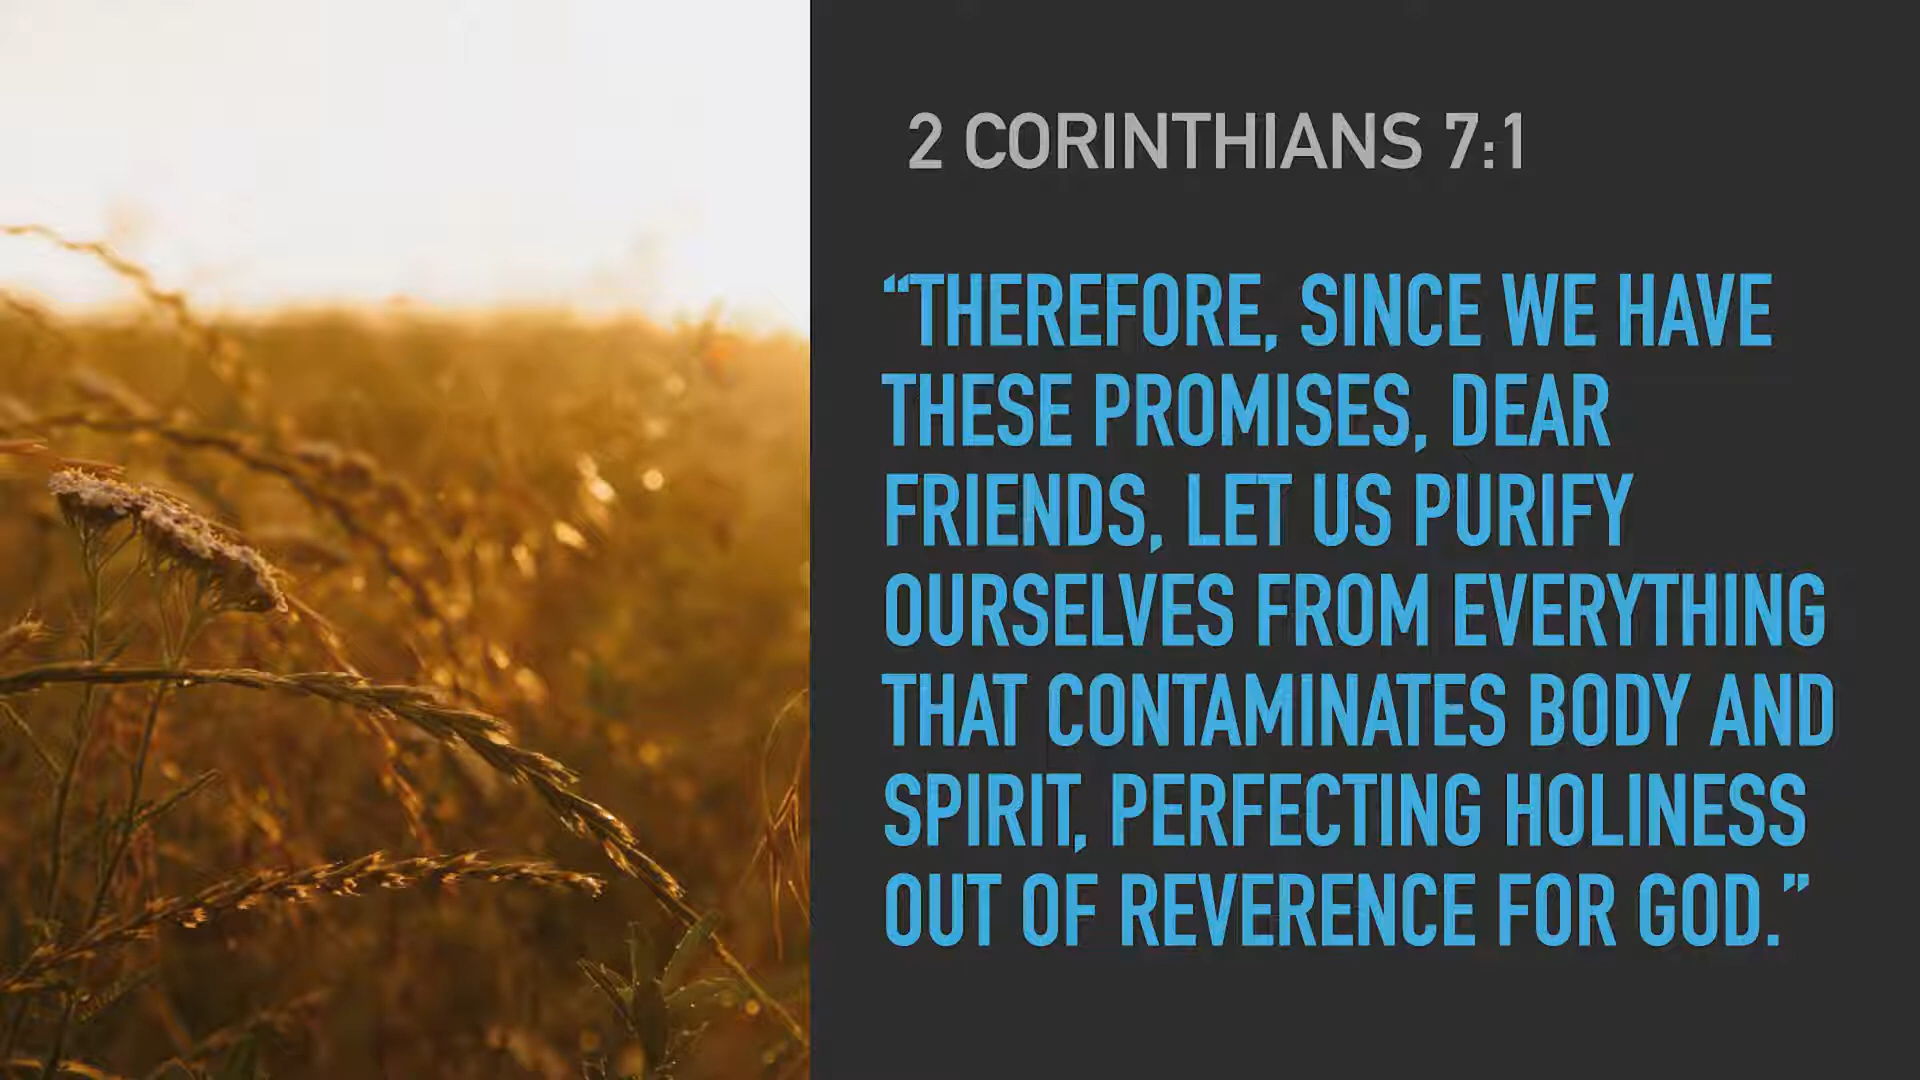 2 CORINTHIANS 7:1
“THEREFORE, SINCE WE HAVE
THESE PROMISES, DEAR
FRIENDS, LET US PURIFY
OURSELVES FROM EVERYTHING
THAT CONTAMINATES BODY AND
SPIRIT, PERFECTING HOLINESS
OUT OF REVERENCE FOR GOD.”